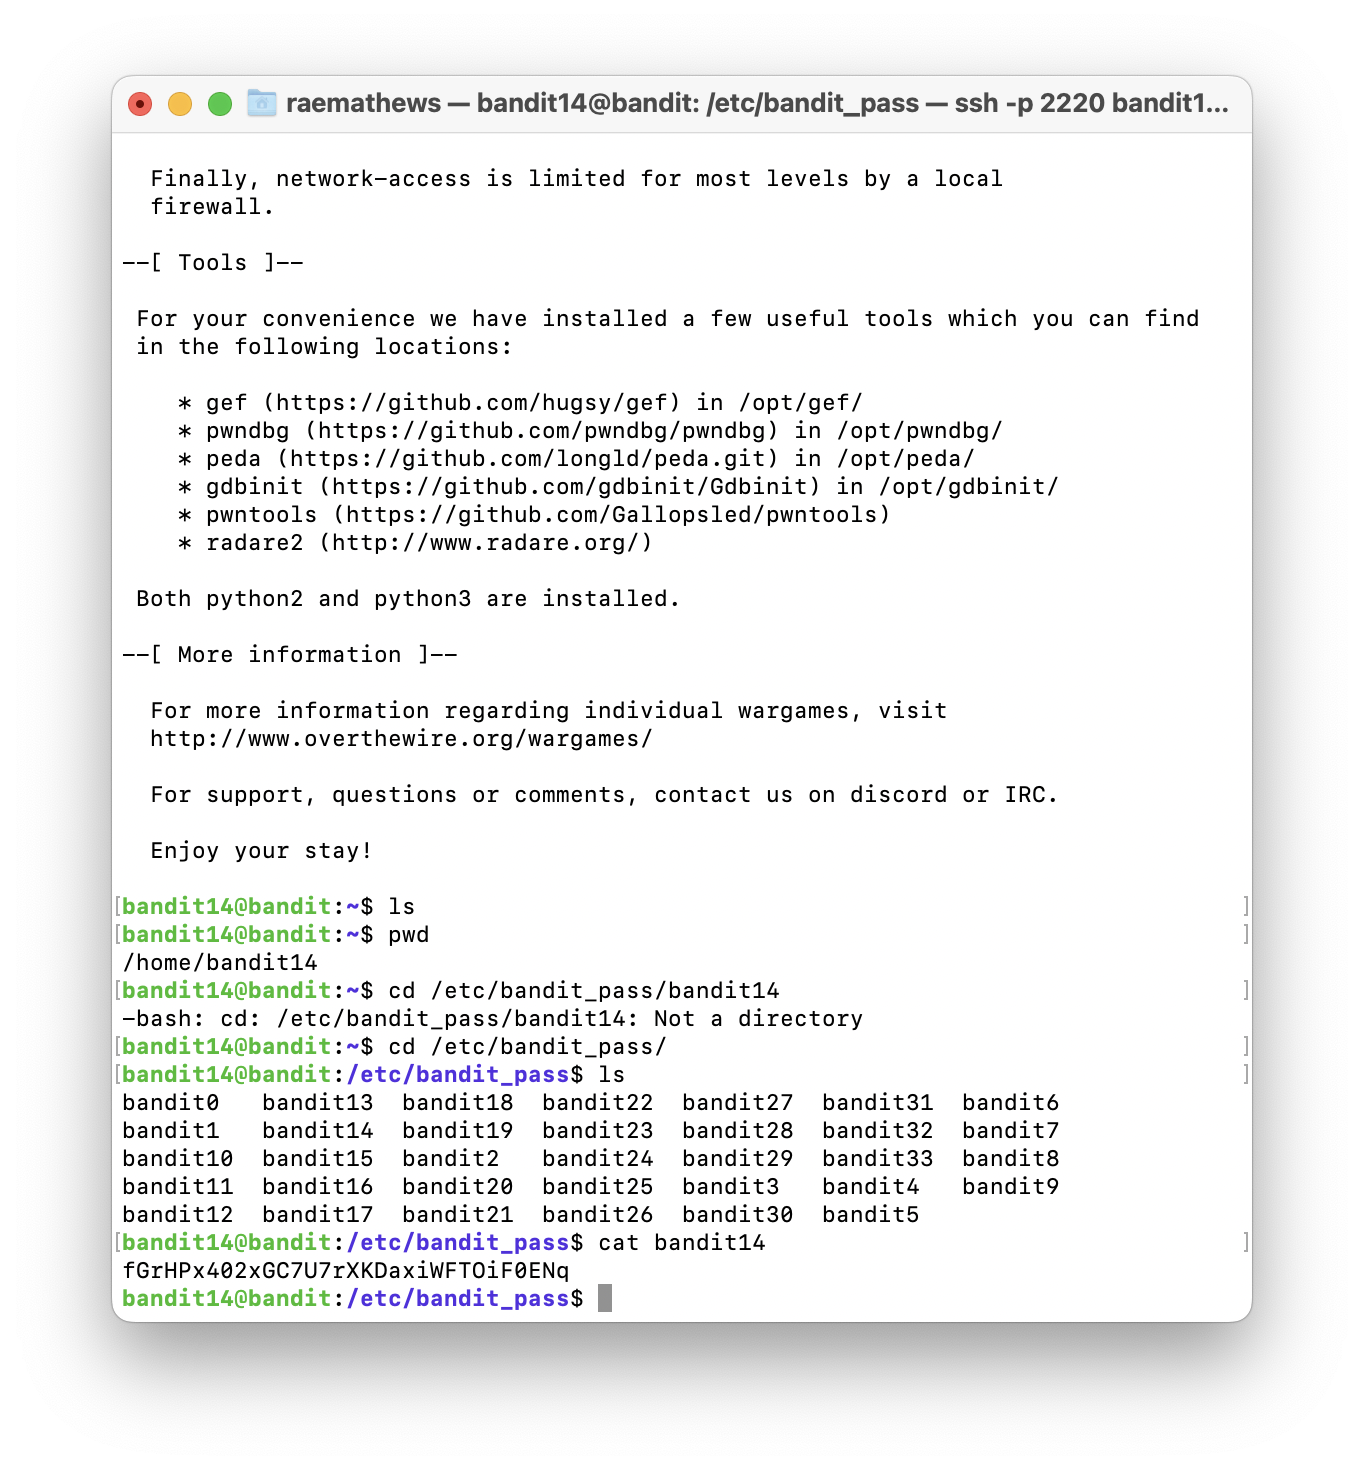 raemathews — bandit14@bandit: /etc/bandit_pass — ssh -p 2220 bandit1...
Finally, network-access is limited for most levels by a local
firewall.
--[ Tools ]--
For your convenience we have installed a few useful tools which you can find
in the following locations:
* gef (https://github.com/hugsy/gef) in /opt/gef/
* pwndbg (https://github.com/pwndbg/pwndbg) in /opt/pwndbg/
* peda (https://github.com/longld/peda.git) in /opt/peda/
* gdbinit (https://github.com/gdbinit/Gdbinit) in /opt/gdbinit/
* pwntools (https://github.com/Gallopsled/pwntools)
* radare2 (http://www.radare.org/)
Both python2 and python3 are installed.
--[ More information ]--
For more information regarding individual wargames, visit
http://www.overthewire.org/wargames/
For support, questions or comments, contact us on discord or IRC.
Enjoy your stay!
[bandit14@bandit:~$ ls ]
[bandit14@bandit:~$ pwd ]
/home/bandit14
[bandit14@bandit:~$ cd /etc/bandit_pass/bandit14 ]
-bash: cd: /etc/bandit_pass/bandit14: Not a directory
[bandit14@bandit:~$ cd /etc/bandit_pass/ ]
[bandit14@bandit:/etc/bandit_pass$ ls ]
bandit0 bandit13 bandit18 bandit22 bandit27 bandit31 bandit6
bandit1 bandit14 bandit19 bandit23 bandit28 bandit32 bandit7
bandit10 bandit15 bandit2 bandit24 bandit29 bandit33 bandit8
bandit11 bandit16 bandit20 bandit25 bandit3 bandit4 bandit9
bandit12 bandit17 bandit21 bandit26 bandit30 bandit5
[bandit14@bandit:/etc/bandit_pass$ cat bandit14 ]
fGrHPx402xGC7U7rXKDaxiWFTOiF0ENq
bandit14@bandit:/etc/bandit_pass$